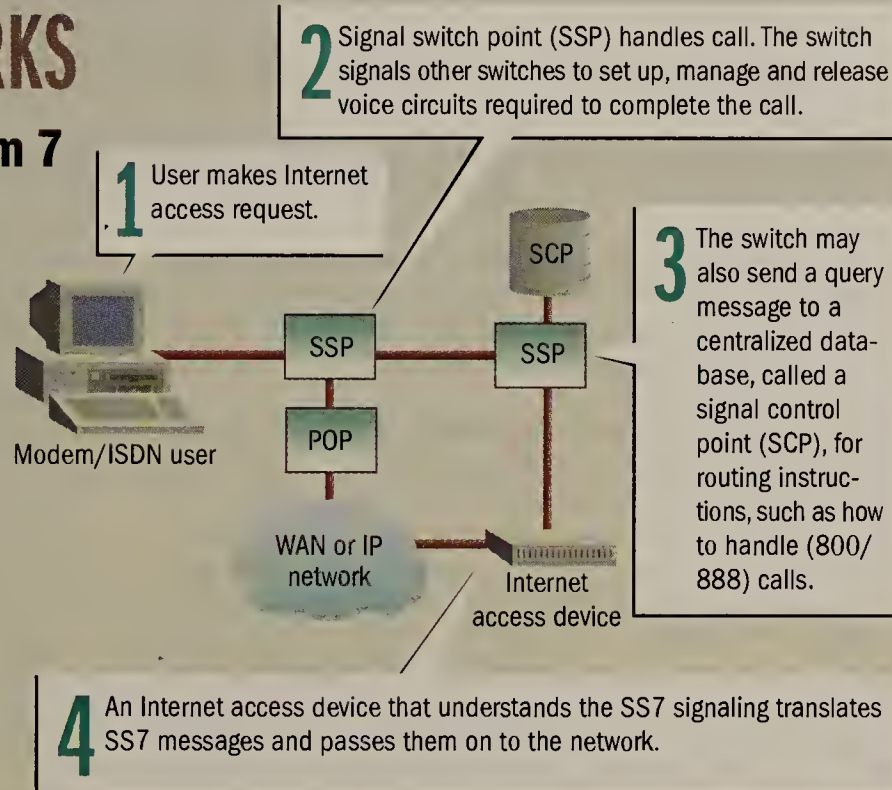 RKS
m 7
1 User makes Internet
access request.
2 Signal switch point (SSP) handles call. The switch
signals other switches to set up, manage and release
voice circuits required to complete the call.
SCP
SSP
SSP
POP
Modem/ISDN user
WAN or IP
network
Internet
access device
3 The switch may
also send a query
message to a
centralized data-
base, called a
signal control
point (SCP), for
routing instruc-
tions, such as how
to handle (800/
888) calls.
4 An Internet access device that understands the SS7 signaling translates
SS7 messages and passes them on to the network.